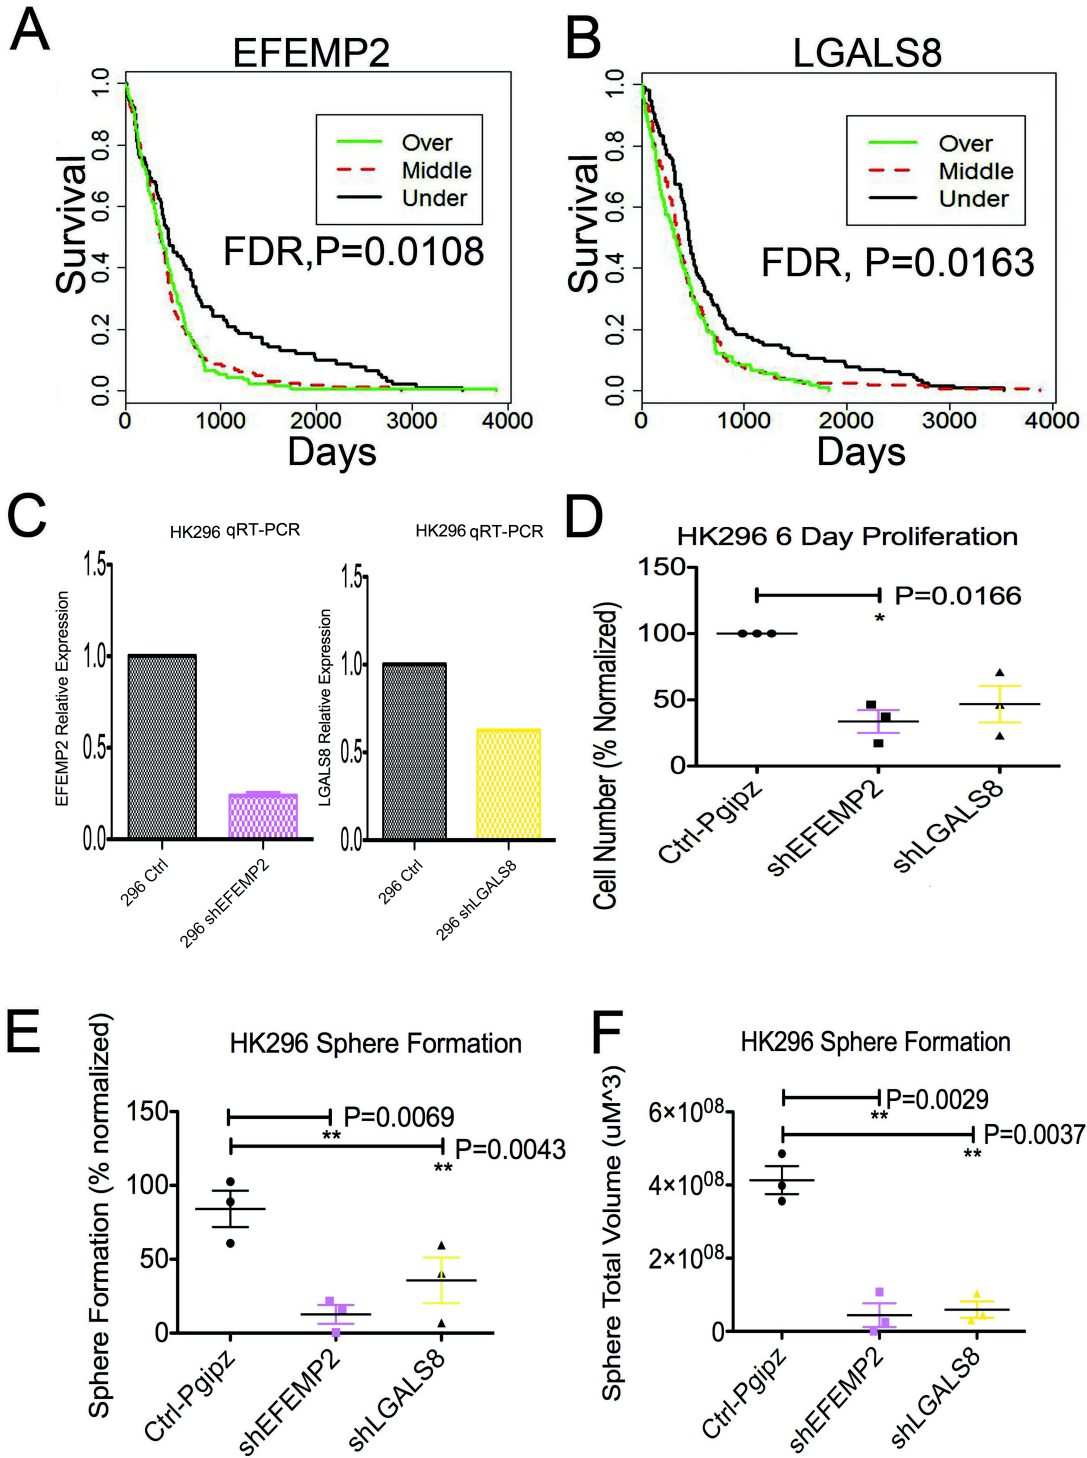 A
EFEMP2
1.0
0.8
0.6
0.4
0.2
0.0
Survival
Over
Middle
Under
FDR,P=0.0108
0 1000 2000 3000 4000
Days
B
LGALS8
1.0
0.8
0.6
0.4
0.2
0.0
Survival
Over
Middle
Under
FDR, P=0.0163
0 1000 2000 3000 4000
Days
C
HK296 qRT-PCR
EFEMP2 Relative Expression
1.5
1.0
0.5
0.0
296 Ctrl
296 shEFEMP2
HK296 qRT-PCR
LGALS8 Relative Expression
1.5
1.0
0.5
0.0
296 Ctrl
296 shLGALS8
D
HK296 6 Day Proliferation
Cell Number (% Normalized)
150
100
50
0
P=0.0166
*
Ctrl-Pgipz
shEFEMP2
shLGALS8
E
HK296 Sphere Formation
Sphere Formation (% normalized)
150
100
50
0
P=0.0069
**
P=0.0043
**
Ctrl-Pgipz
shEFEMP2
shLGALS8
F
HK296 Sphere Formation
Sphere Total Volume (uM^3)
6×10⁰⁸
4×10⁰⁸
2×10⁰⁸
0
P=0.0029
**
P=0.0037
**
Ctrl-Pgipz
shEFEMP2
shLGALS8